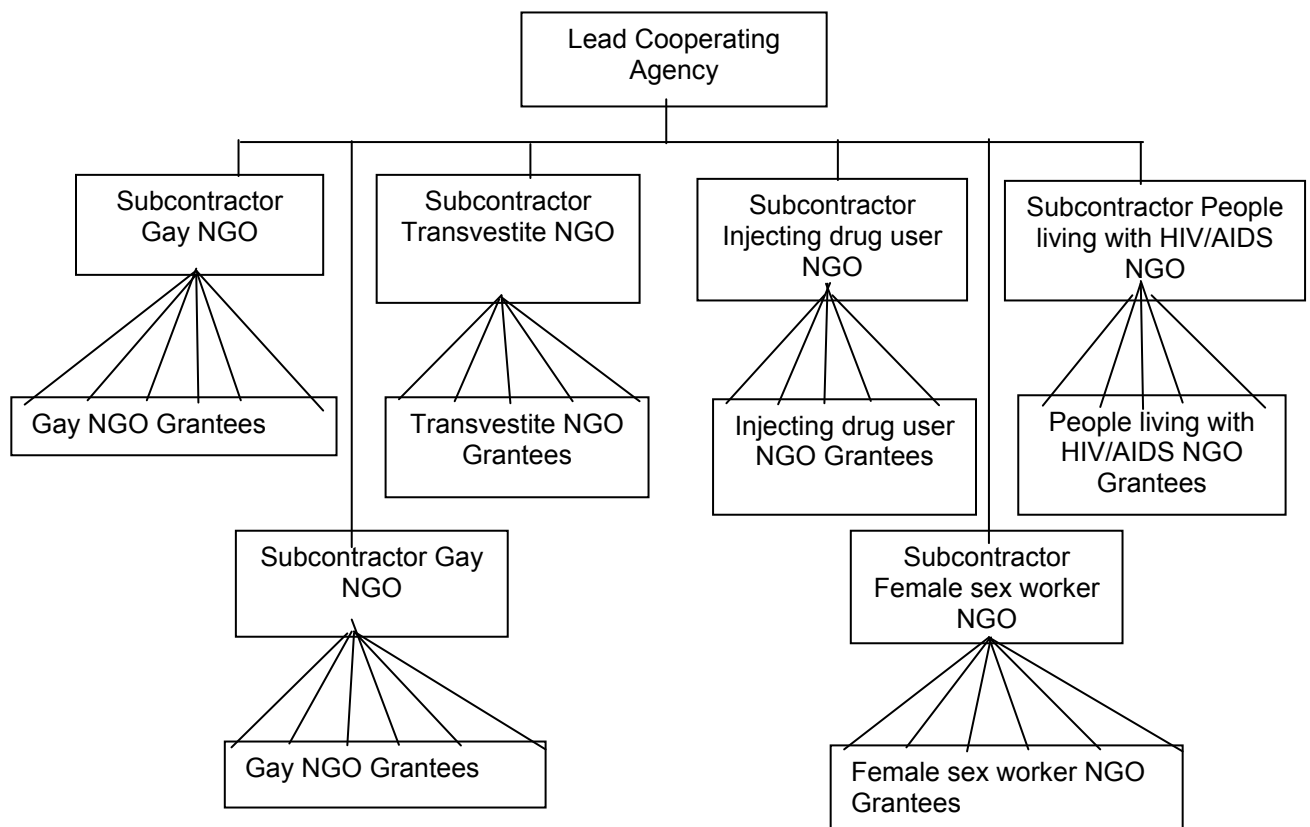 Lead Cooperating
Agency
Subcontractor
Gay NGO
Subcontractor
Transvestite NGO
Subcontractor
Injecting drug user
NGO
Subcontractor People
living with HIV/AIDS
NGO
Gay NGO Grantees
Transvestite NGO
Grantees
Injecting drug user
NGO Grantees
People living with
HIV/AIDS NGO
Grantees
Subcontractor Gay
NGO
Subcontractor
Female sex worker
NGO
Gay NGO Grantees
Female sex worker NGO
Grantees